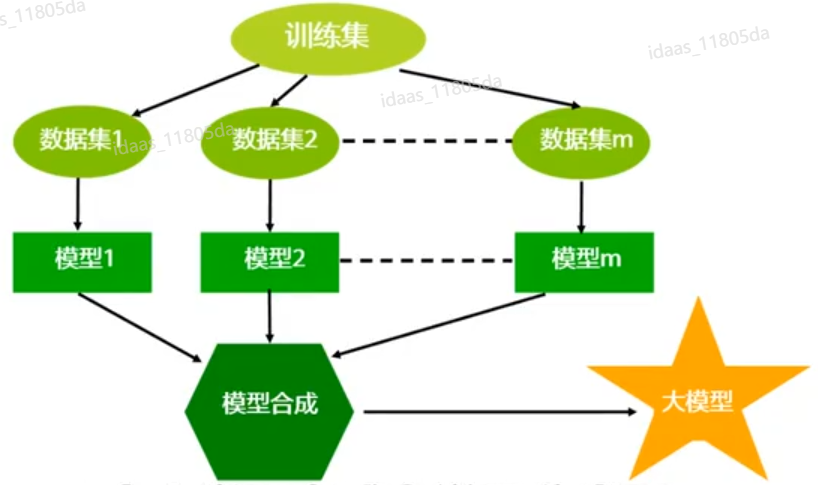 s_11805da
训练集
idaas_11805da
idaas_11805da
数据集1
数据集2
数据集m
idaas_11805da
模型1
模型2
模型m
模型合成
大模型